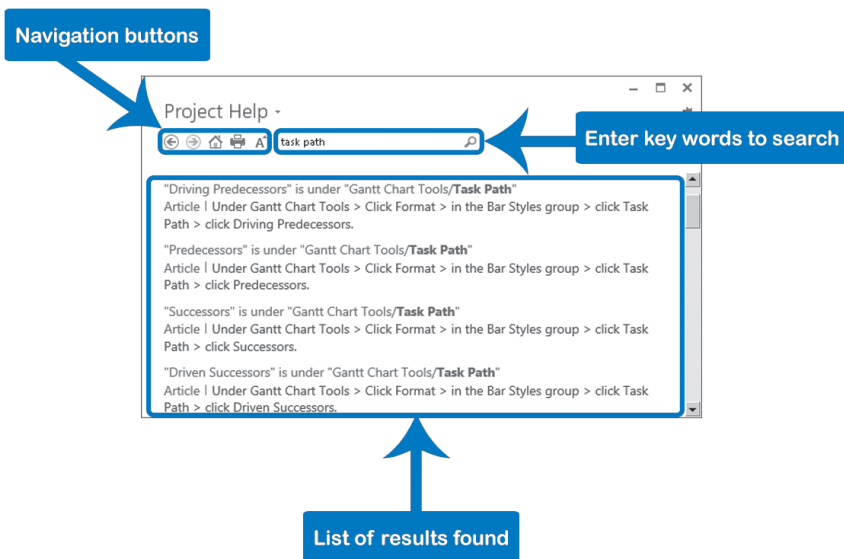 Navigation buttons
Project Help
task path
Enter key words to search
"Driving Predecessors" is under "Gantt Chart Tools/Task Path"
Article | Under Gantt Chart Tools > Click Format > in the Bar Styles group > click Task
Path > click Driving Predecessors.
"Predecessors" is under "Gantt Chart Tools/Task Path"
Article | Under Gantt Chart Tools > Click Format > in the Bar Styles group > click Task
Path > click Predecessors.
"Successors" is under "Gantt Chart Tools/Task Path"
Article | Under Gantt Chart Tools > Click Format > in the Bar Styles group > click Task
Path > click Successors.
"Driven Successors" is under "Gantt Chart Tools/Task Path"
Article | Under Gantt Chart Tools > Click Format > in the Bar Styles group > click Task
Path > click Driven Successors.
List of results found